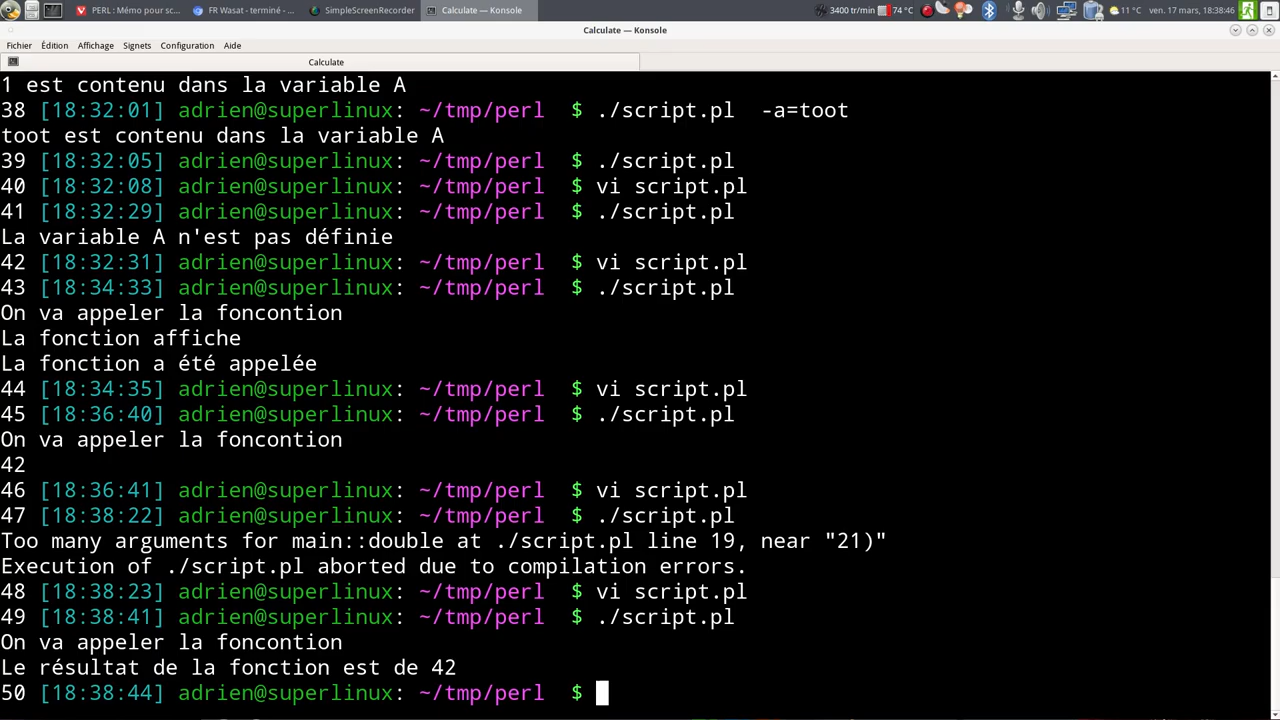 PERL : Mémo pour sc...
FR Wasat - terminé - ...
SimpleScreenRecorder
Calculate — Konsole
3400 tr/min
74 °C
11 °C
ven. 17 mars, 18:38:46
Calculate — Konsole
Fichier Édition Affichage Signets Configuration Aide
Calculate
1 est contenu dans la variable A
38 [18:32:01] adrien@superlinux: ~/tmp/perl $ ./script.pl -a=toot
toot est contenu dans la variable A
39 [18:32:05] adrien@superlinux: ~/tmp/perl $ ./script.pl
40 [18:32:08] adrien@superlinux: ~/tmp/perl $ vi script.pl
41 [18:32:29] adrien@superlinux: ~/tmp/perl $ ./script.pl
La variable A n'est pas définie
42 [18:32:31] adrien@superlinux: ~/tmp/perl $ vi script.pl
43 [18:34:33] adrien@superlinux: ~/tmp/perl $ ./script.pl
On va appeler la foncontion
La fonction affiche
La fonction a été appelée
44 [18:34:35] adrien@superlinux: ~/tmp/perl $ vi script.pl
45 [18:36:40] adrien@superlinux: ~/tmp/perl $ ./script.pl
On va appeler la foncontion
42
46 [18:36:41] adrien@superlinux: ~/tmp/perl $ vi script.pl
47 [18:38:22] adrien@superlinux: ~/tmp/perl $ ./script.pl
Too many arguments for main::double at ./script.pl line 19, near "21)"
Execution of ./script.pl aborted due to compilation errors.
48 [18:38:23] adrien@superlinux: ~/tmp/perl $ vi script.pl
49 [18:38:41] adrien@superlinux: ~/tmp/perl $ ./script.pl
On va appeler la foncontion
Le résultat de la fonction est de 42
50 [18:38:44] adrien@superlinux: ~/tmp/perl $